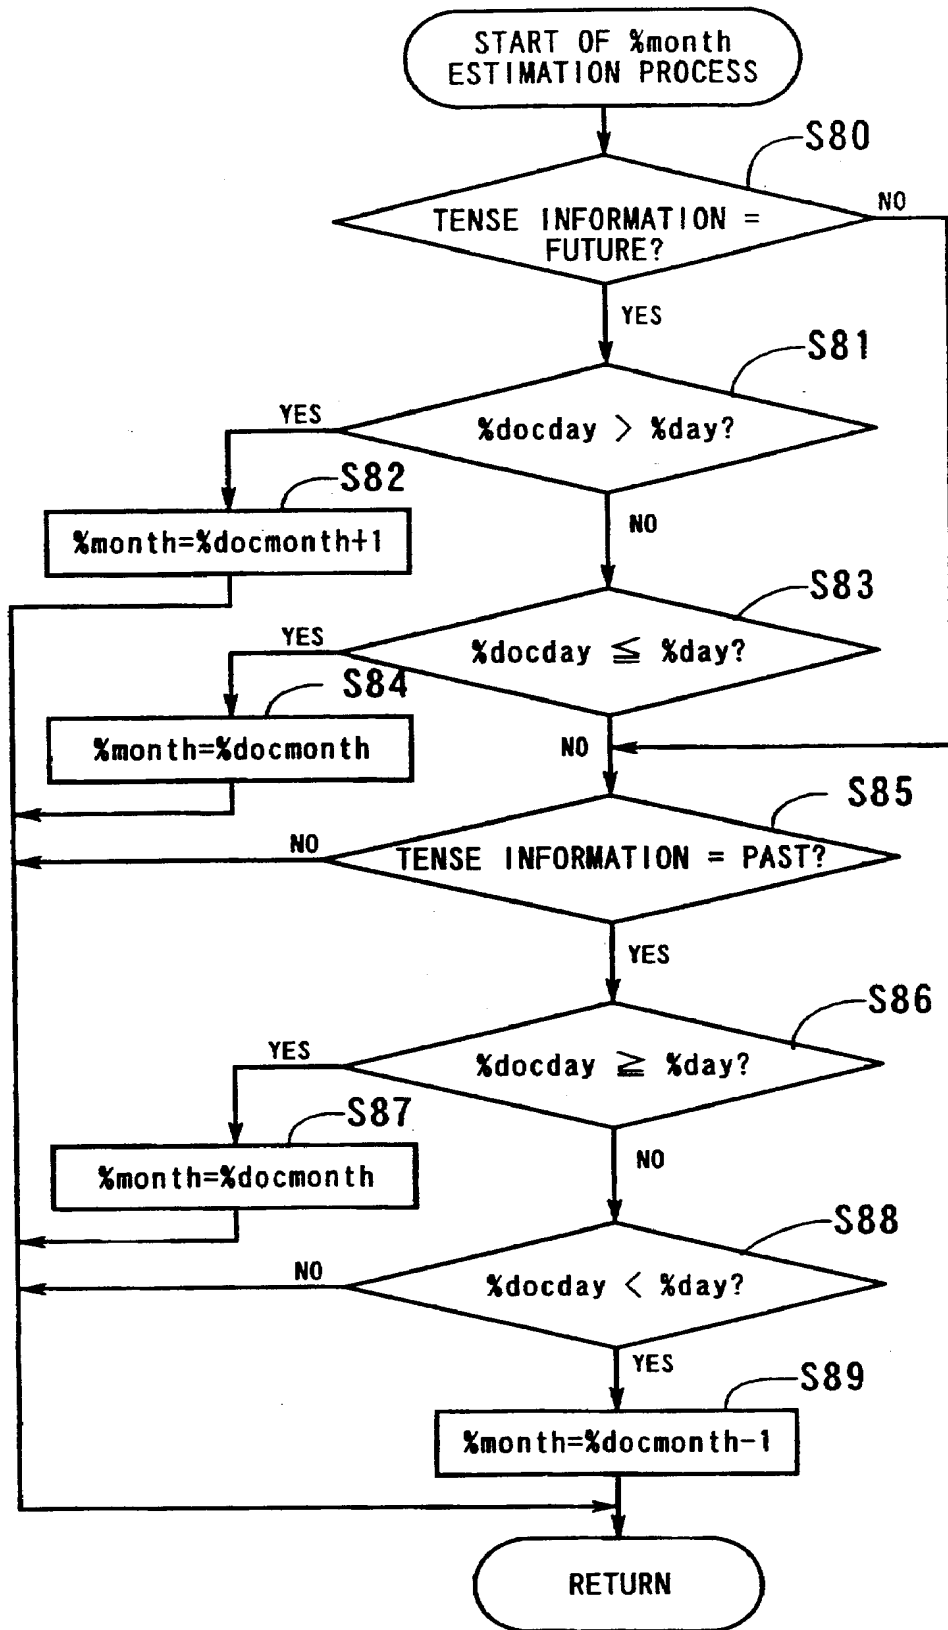 START OF %month
ESTIMATION PROCESS
S80
TENSE INFORMATION =
FUTURE?
NO
YES
S81
%docday > %day?
YES
NO
S82
%month=%docmonth+1
S83
%docday ≦ %day?
YES
NO
S84
%month=%docmonth
S85
TENSE INFORMATION = PAST?
NO
YES
S86
%docday ≧ %day?
YES
NO
S87
%month=%docmonth
S88
%docday < %day?
NO
YES
S89
%month=%docmonth-1
RETURN